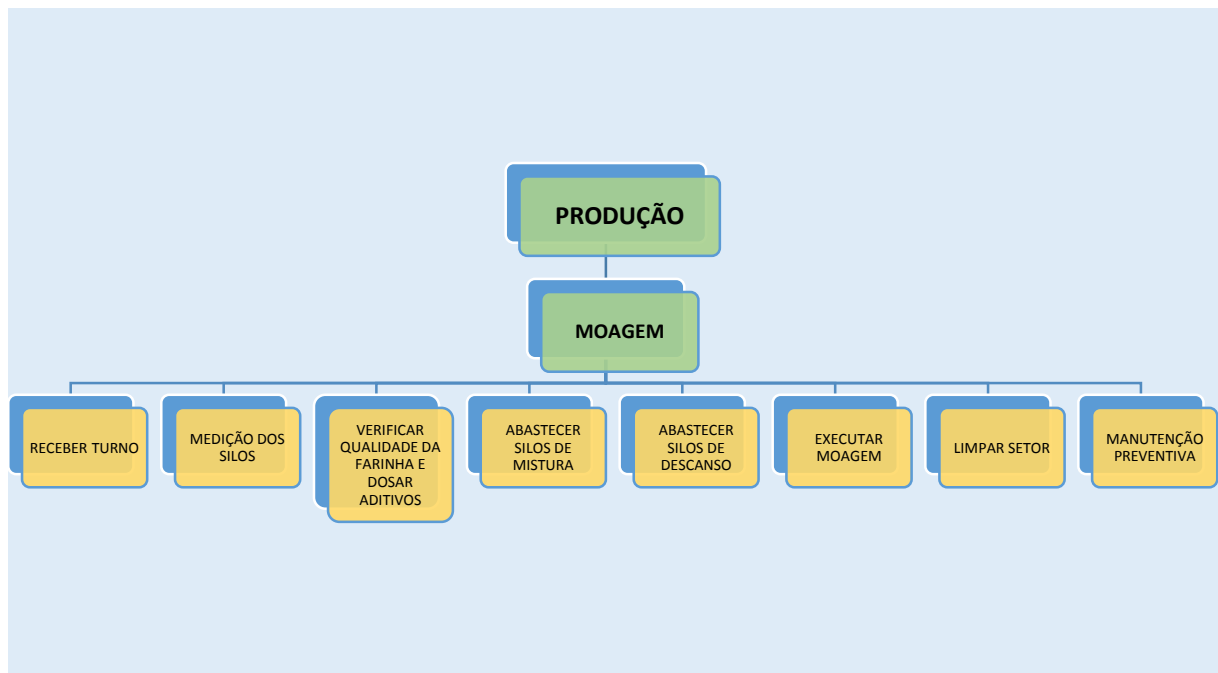 PRODUÇÃO
MOAGEM
RECEBER TURNO
MEDIÇÃO DOS
SILOS
VERIFICAR
QUALIDADE DA
FARINHA E
DOSAR
ADITIVOS
ABASTECER
SILOS DE
MISTURA
ABASTECER
SILOS DE
DESCANSO
EXECUTAR
MOAGEM
LIMPAR SETOR
MANUTENÇÃO
PREVENTIVA